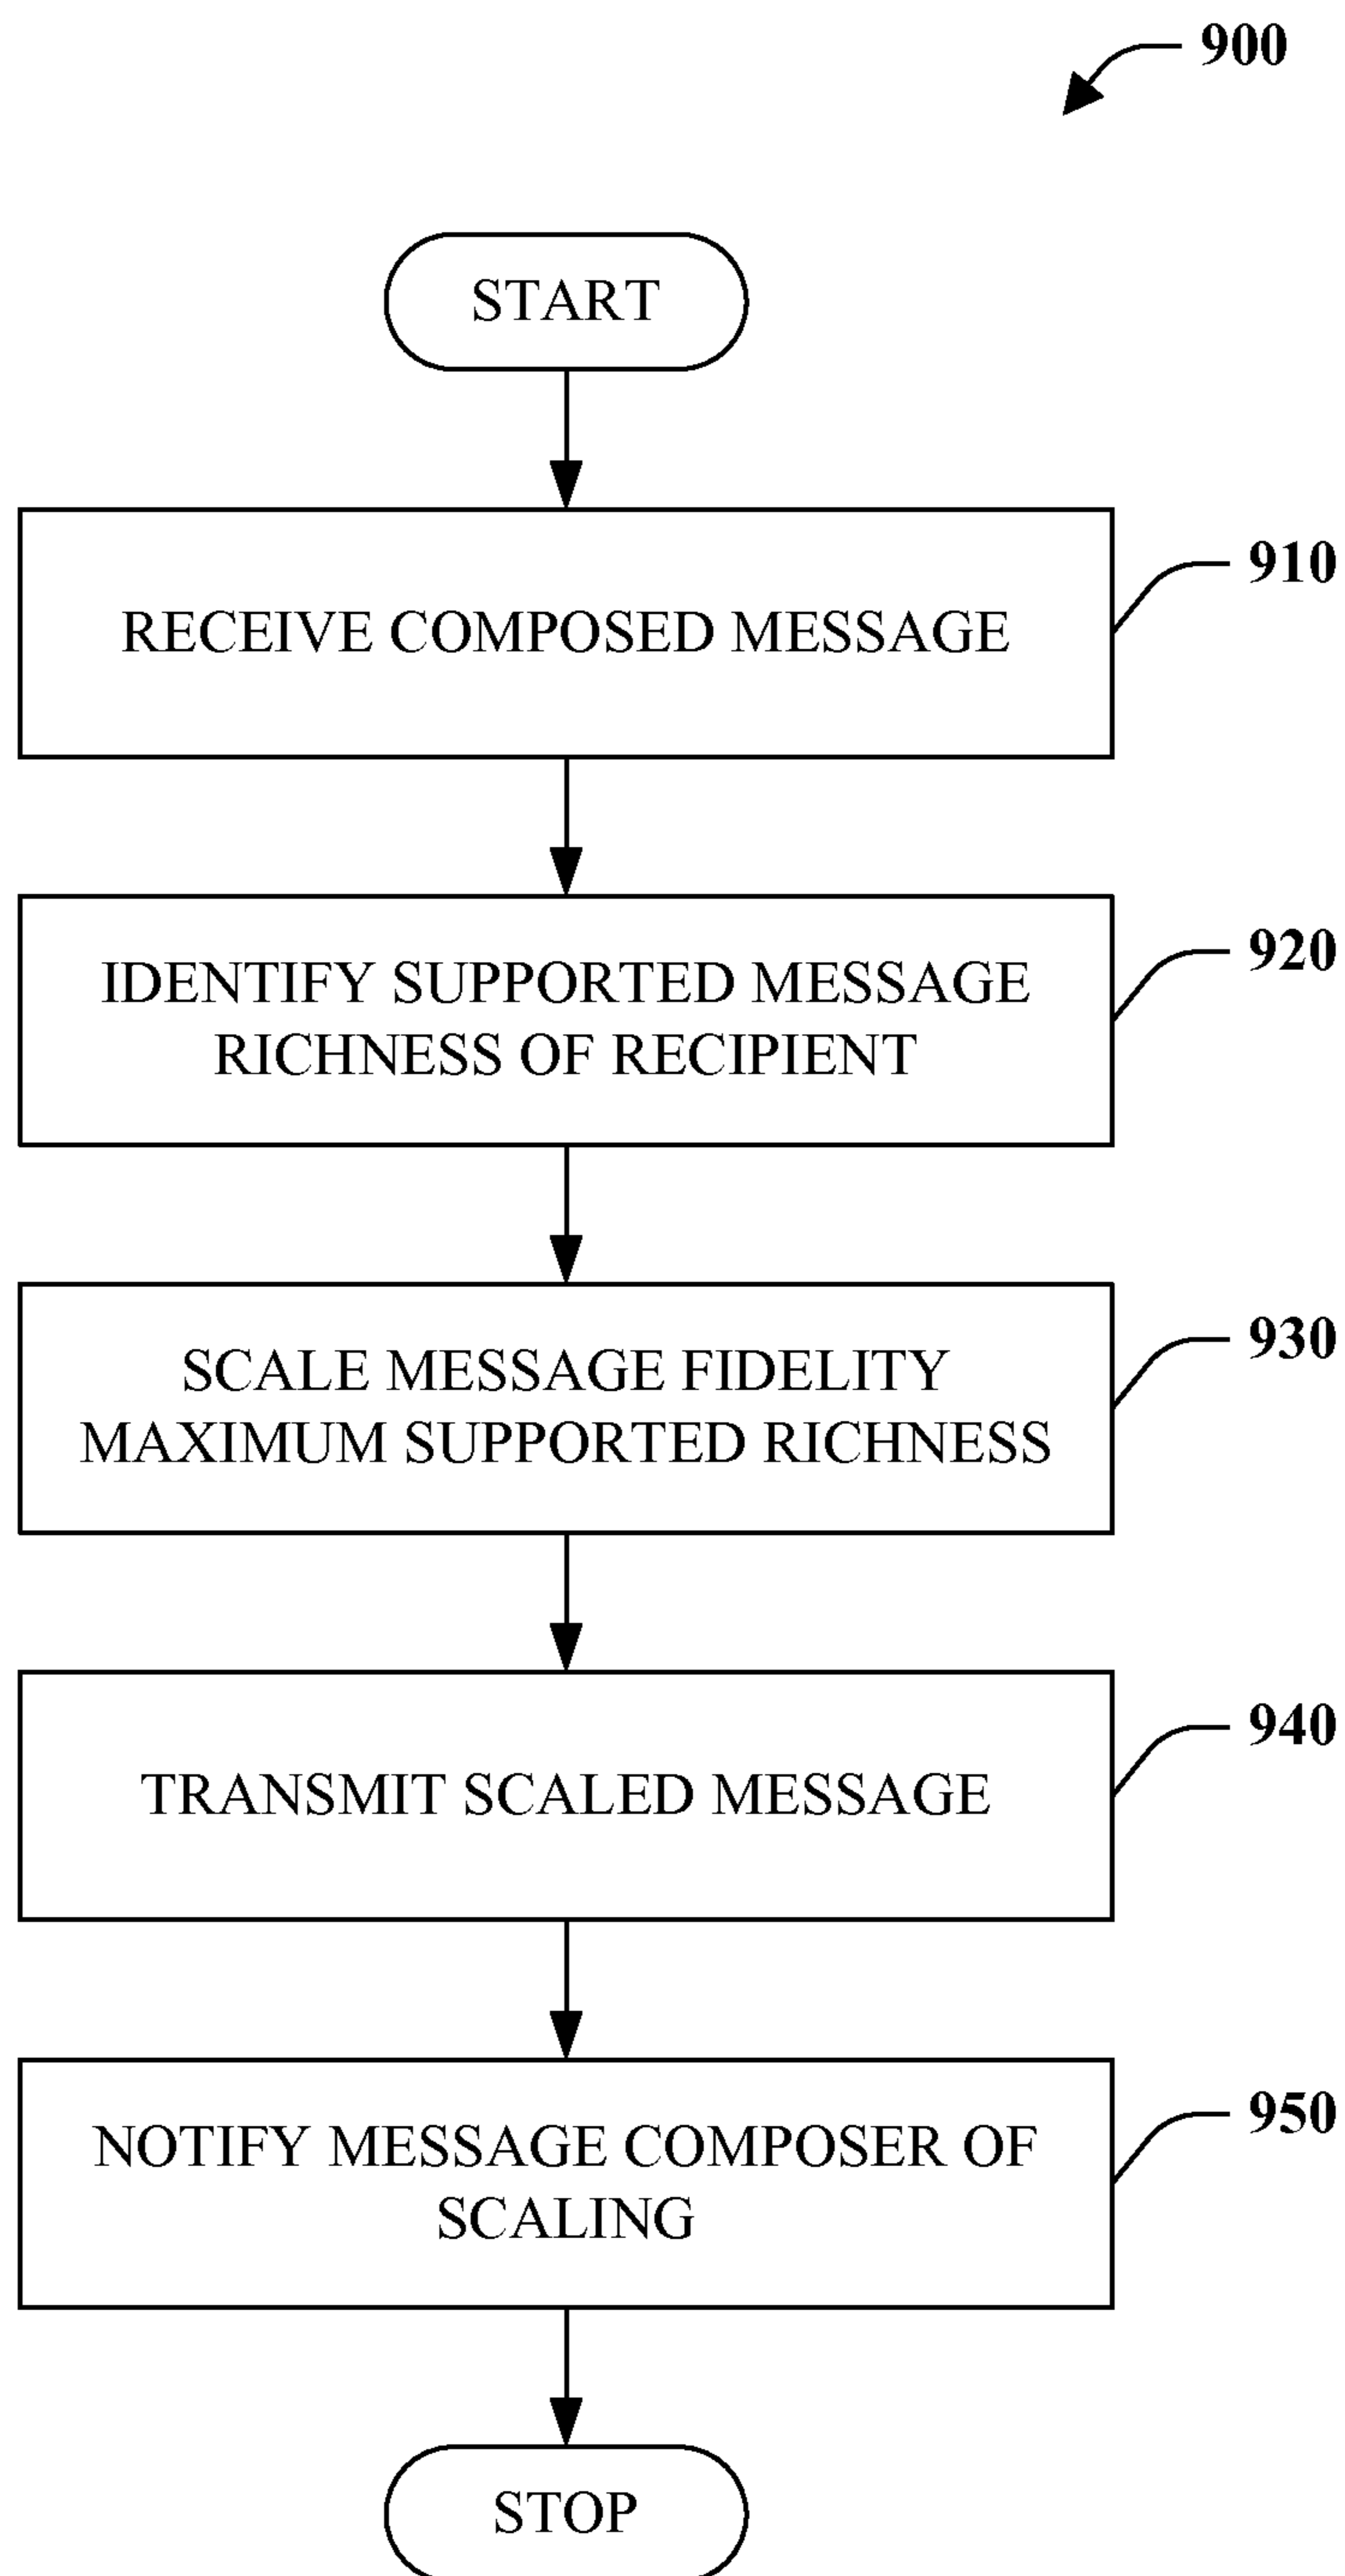 900
START
RECEIVE COMPOSED MESSAGE
910
IDENTIFY SUPPORTED MESSAGE
RICHNESS OF RECIPIENT
920
SCALE MESSAGE FIDELITY
MAXIMUM SUPPORTED RICHNESS
930
TRANSMIT SCALED MESSAGE
940
NOTIFY MESSAGE COMPOSER OF
SCALING
950
STOP